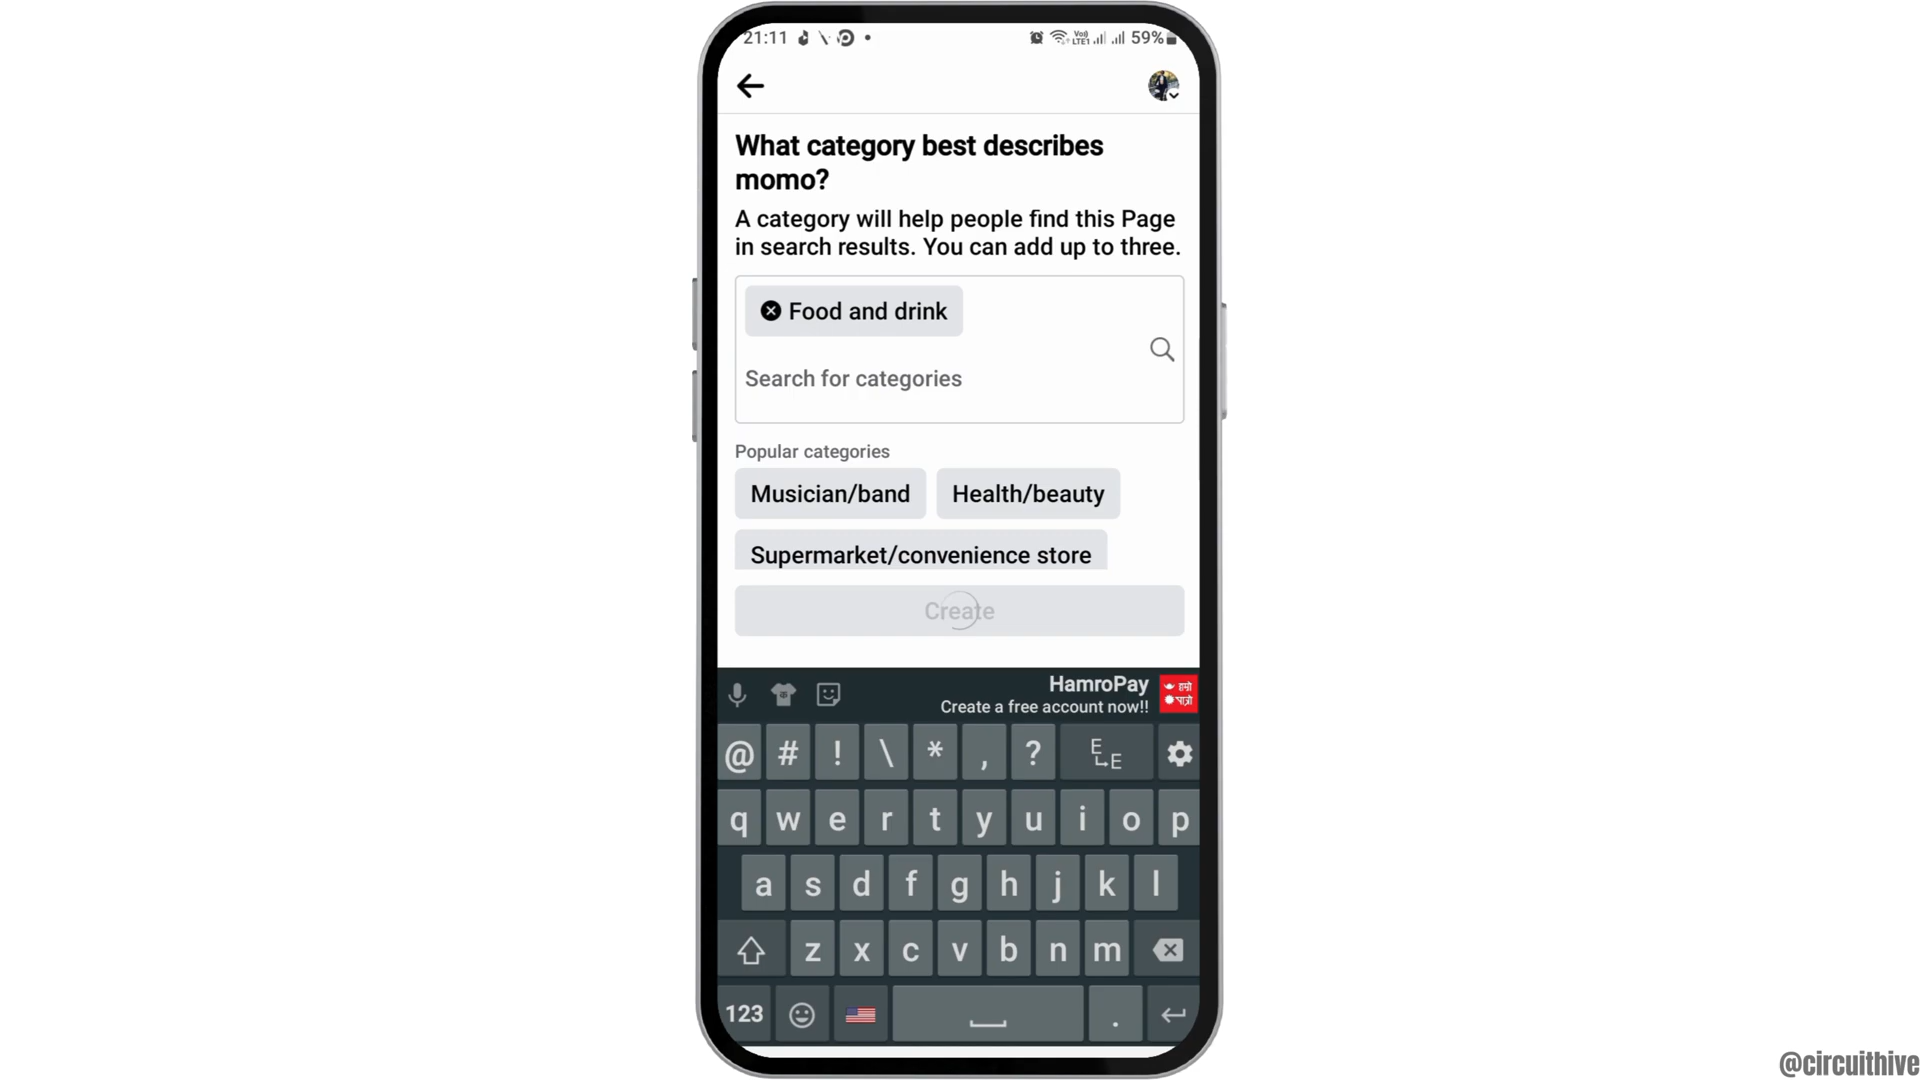 21:11 Vo) LTE1 59%
What category best describes
momo?
A category will help people find this Page
in search results. You can add up to three.
Food and drink
Search for categories
Popular categories
Musician/band Health/beauty
Supermarket/convenience store
Create
HamroPay
Create a free account now!!
हाम्रो
पात्रो
@ # ! \ * , ? E E
q w e r t y u i o p
a s d f g h j k l
z x c v b n m
123 .
@circuithive